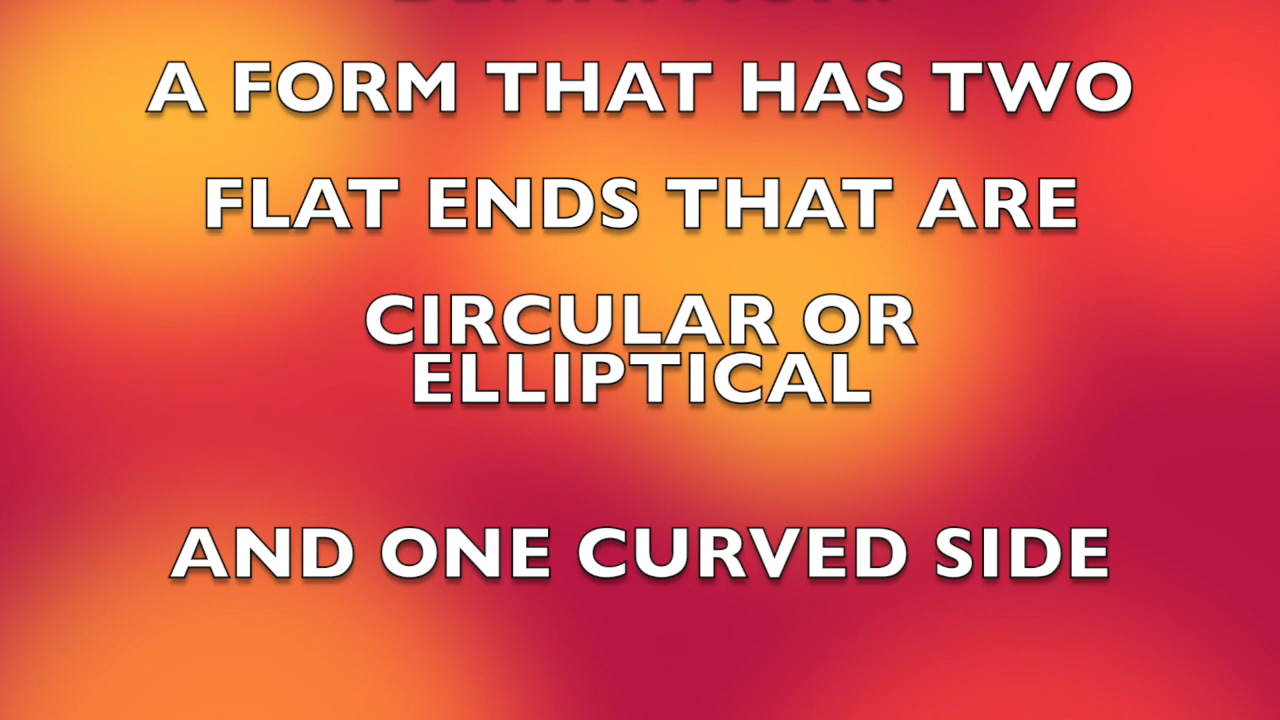 A FORM THAT HAS TWO
FLAT ENDS THAT ARE
CIRCULAR OR
ELLIPTICAL
AND ONE CURVED SIDE